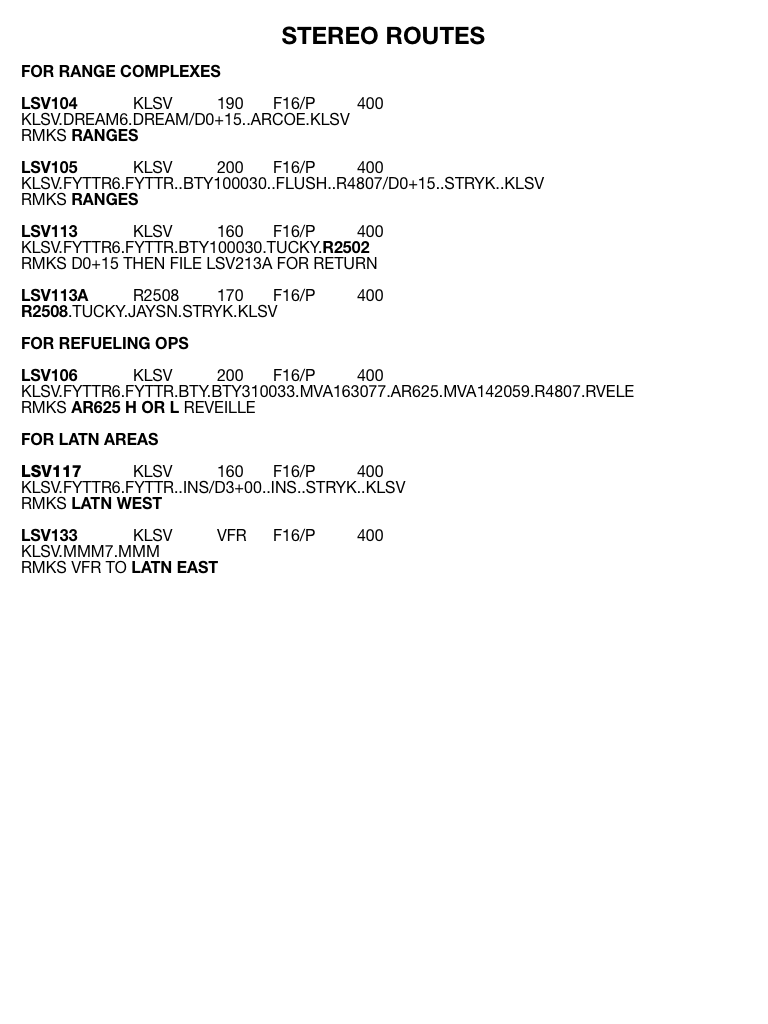 STEREO ROUTES
FOR RANGE COMPLEXES
LSV104 KLSV 190 F16/P 400
KLSV.DREAM6.DREAM/D0+15..ARCOE.KLSV
RMKS RANGES
LSV105 KLSV 200 F16/P 400
KLSV.FYTTR6.FYTTR..BTY100030..FLUSH..R4807/D0+15..STRYK..KLSV
RMKS RANGES
LSV113 KLSV 160 F16/P 400
KLSV.FYTTR6.FYTTR.BTY100030.TUCKY.R2502
RMKS D0+15 THEN FILE LSV213A FOR RETURN
LSV113A R2508 170 F16/P 400
R2508.TUCKY.JAYSN.STRYK.KLSV
FOR REFUELING OPS
LSV106 KLSV 200 F16/P 400
KLSV.FYTTR6.FYTTR.BTY.BTY310033.MVA163077.AR625.MVA142059.R4807.RVELE
RMKS AR625 H OR L REVEILLE
FOR LATN AREAS
LSV117 KLSV 160 F16/P 400
KLSV.FYTTR6.FYTTR..INS/D3+00..INS..STRYK..KLSV
RMKS LATN WEST
LSV133 KLSV VFR F16/P 400
KLSV.MMM7.MMM
RMKS VFR TO LATN EAST